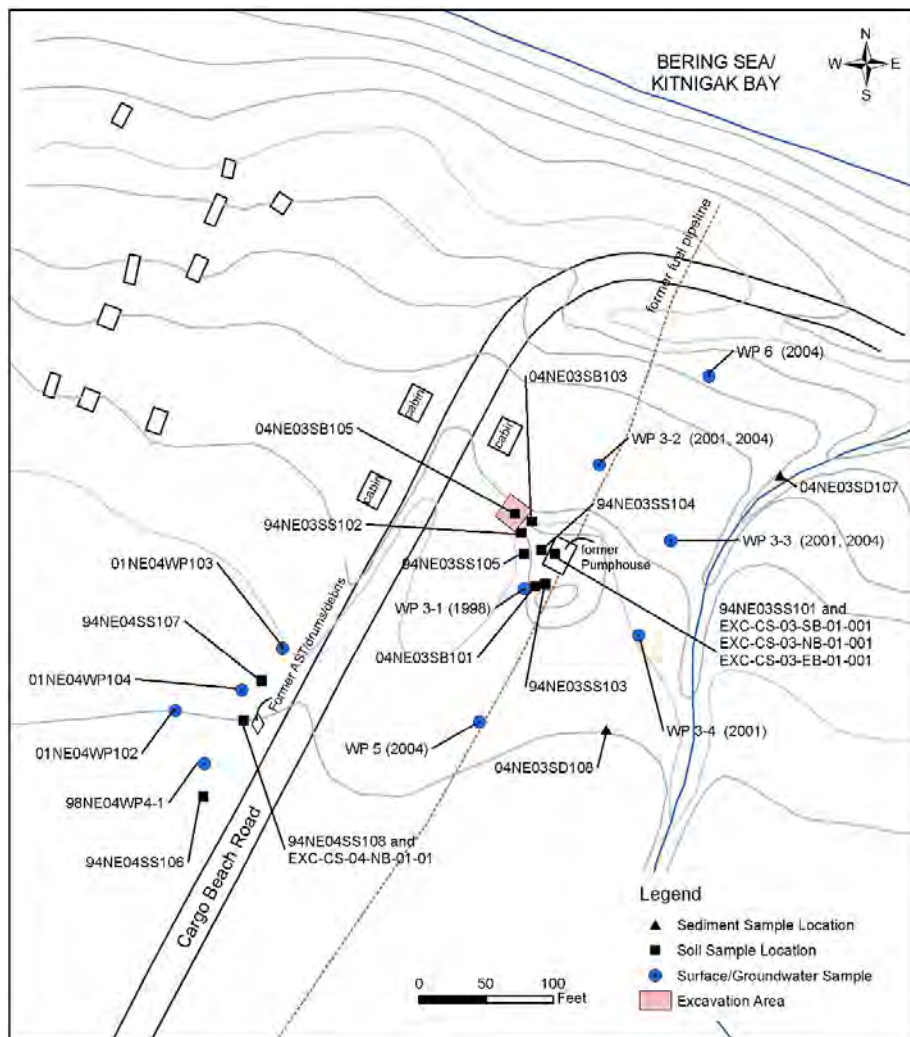 BERING SEA/
KITNIGAK BAY
N
W
E
S
former fuel pipeline
WP 6 (2004)
04NE03SB103
cabin
04NE03SB105
cabin
WP 3-2 (2001, 2004)
cabin
04NE03SD107
94NE03SS104
94NE03SS102
WP 3-3 (2001, 2004)
former
Pumphouse
94NE03SS105
01NE04WP103
WP 3-1 (1998)
94NE03SS101 and
EXC-CS-03-SB-01-001
EXC-CS-03-NB-01-001
EXC-CS-03-EB-01-001
94NE04SS107
04NE03SB101
Former AST/drums/debris
01NE04WP104
94NE03SS103
WP 3-4 (2001)
01NE04WP102
WP 5 (2004)
04NE03SD108
98NE04WP4-1
94NE04SS108 and
EXC-CS-04-NB-01-01
94NE04SS106
Cargo Beach Road
Legend
Sediment Sample Location
Soil Sample Location
Surface/Groundwater Sample
Excavation Area
0 50 100
Feet